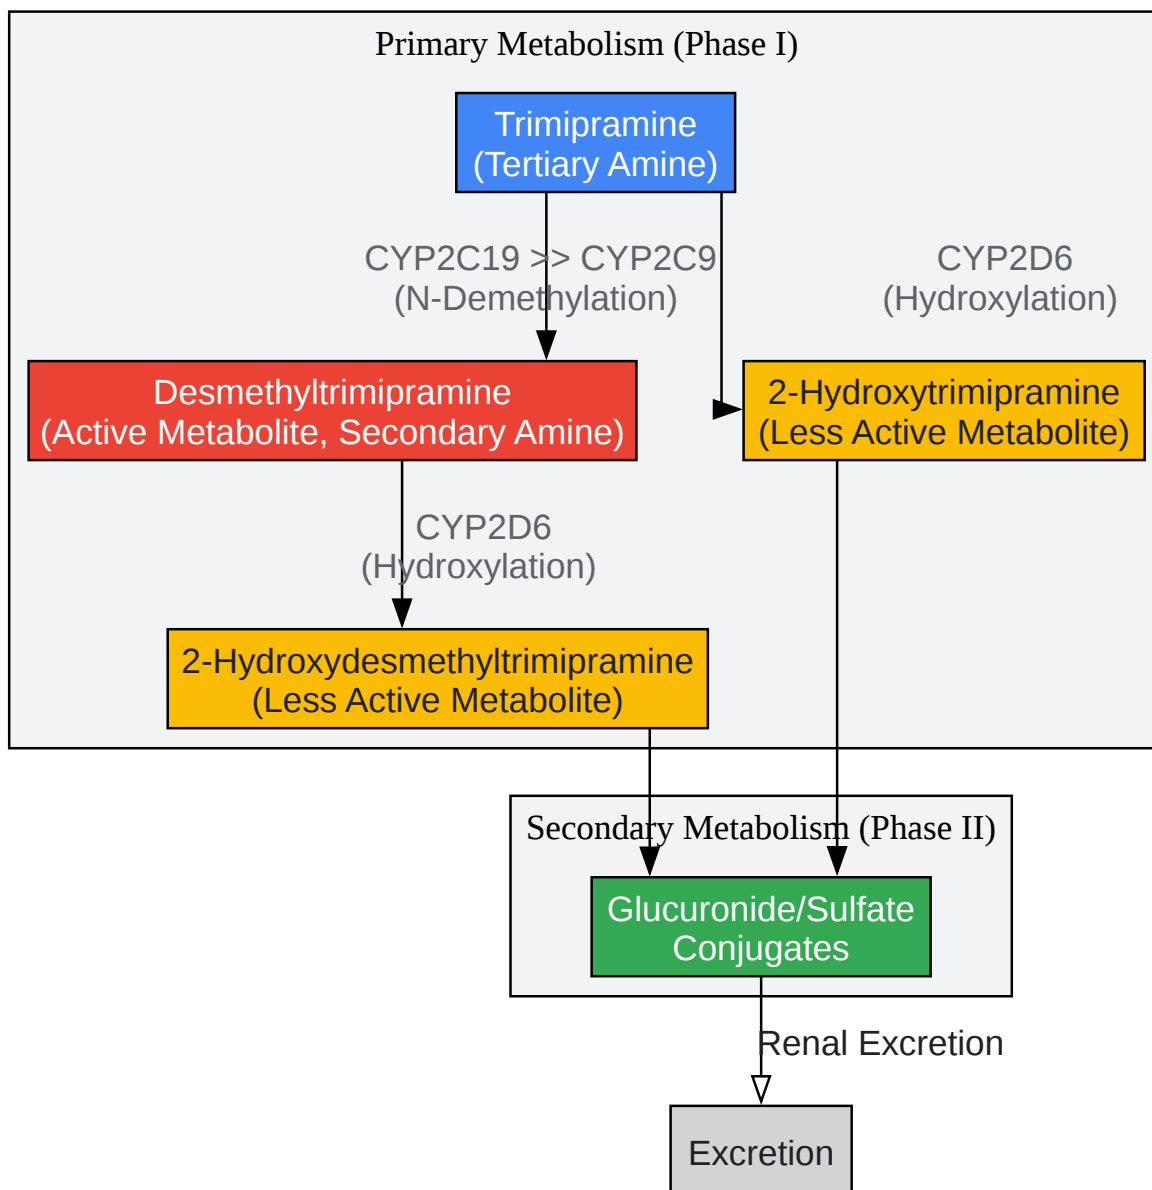 Primary Metabolism (Phase I)
Trimipramine
(Tertiary Amine)
CYP2C19 >> CYP2C9
(N-Demethylation)
CYP2D6
(Hydroxylation)
Desmethyltrimipramine
(Active Metabolite, Secondary Amine)
2-Hydroxytrimipramine
(Less Active Metabolite)
CYP2D6
(Hydroxylation)
2-Hydroxydesmethyltrimipramine
(Less Active Metabolite)
Secondary Metabolism (Phase II)
Glucuronide/Sulfate
Conjugates
Renal Excretion
Excretion